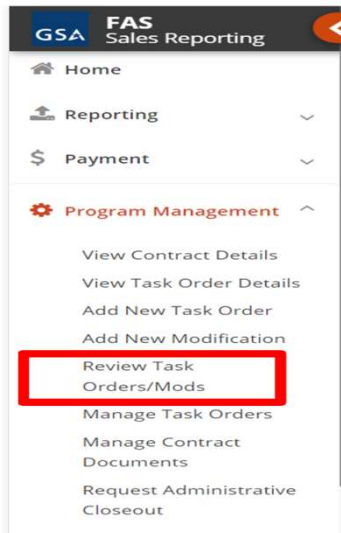 GSA FAS
Sales Reporting
Home
Reporting
$ Payment
Program Management
View Contract Details
View Task Order Details
Add New Task Order
Add New Modification
Review Task
Orders/Mods
Manage Task Orders
Manage Contract
Documents
Request Administrative
Closeout